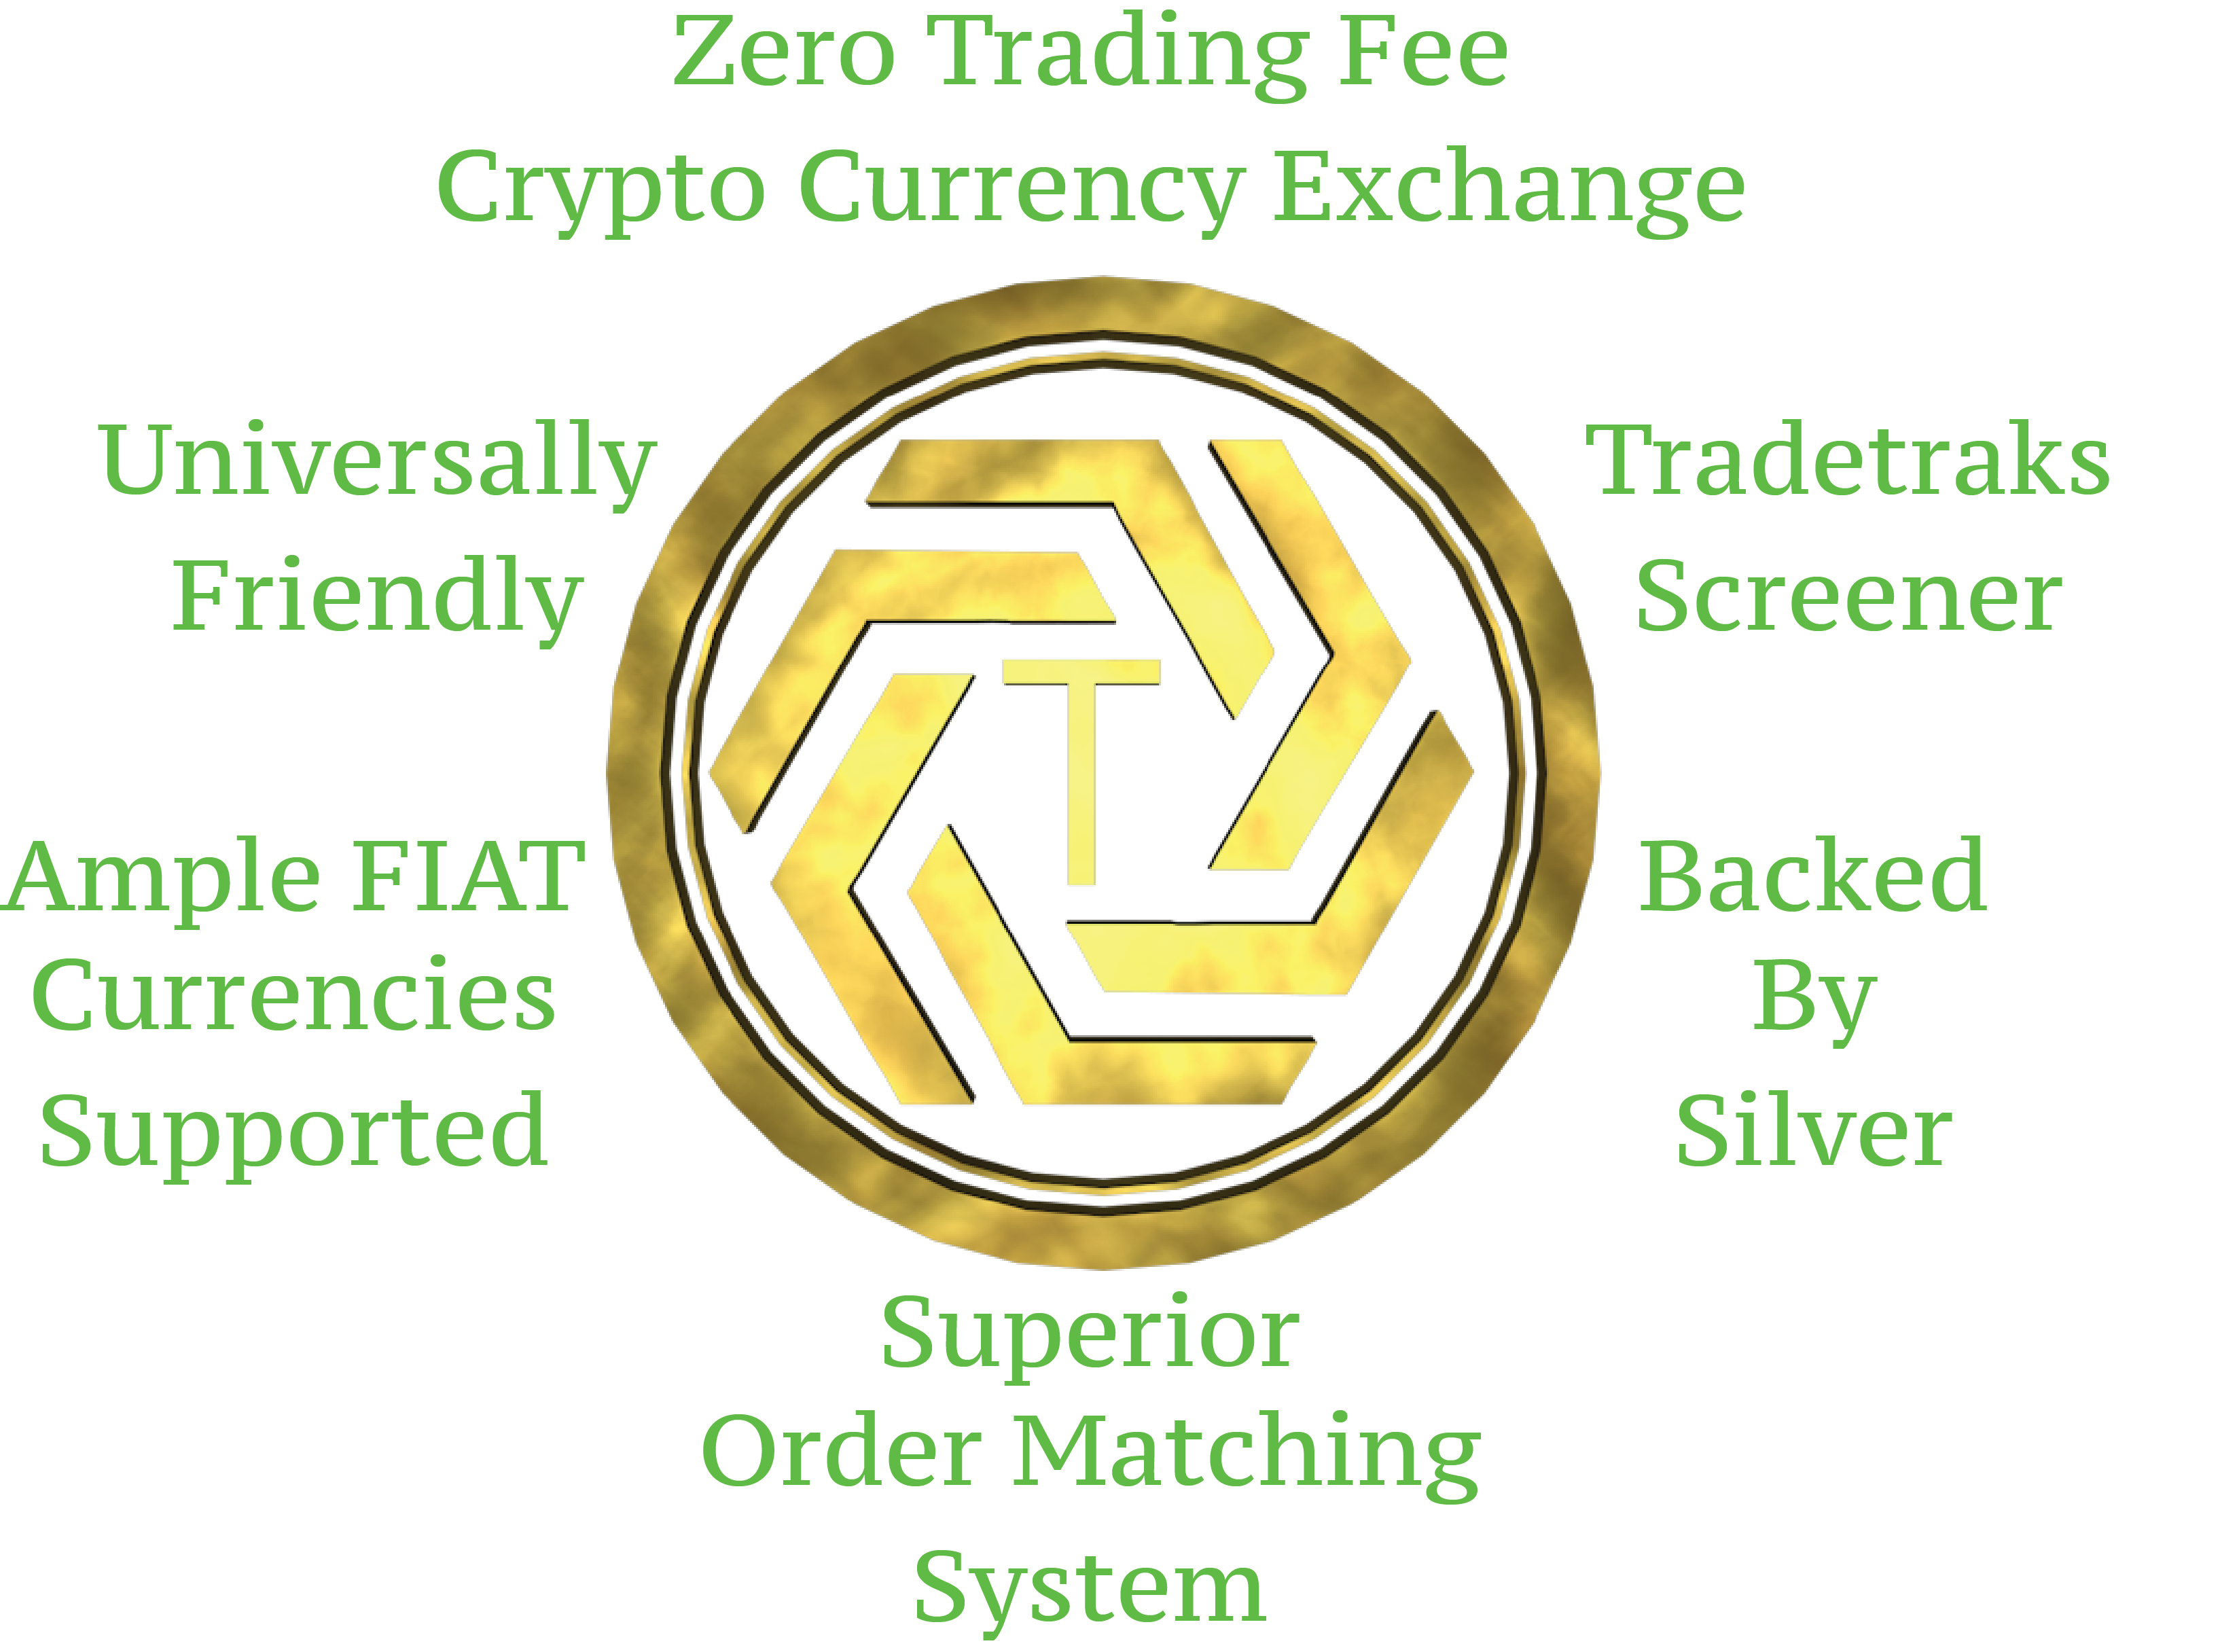 Zero Trading Fee
Crypto Currency Exchange
Universally
Friendly
Tradetraks
Screener
T
Ample FIAT
Currencies
Supported
Backed
By
Silver
Superior
Order Matching
System